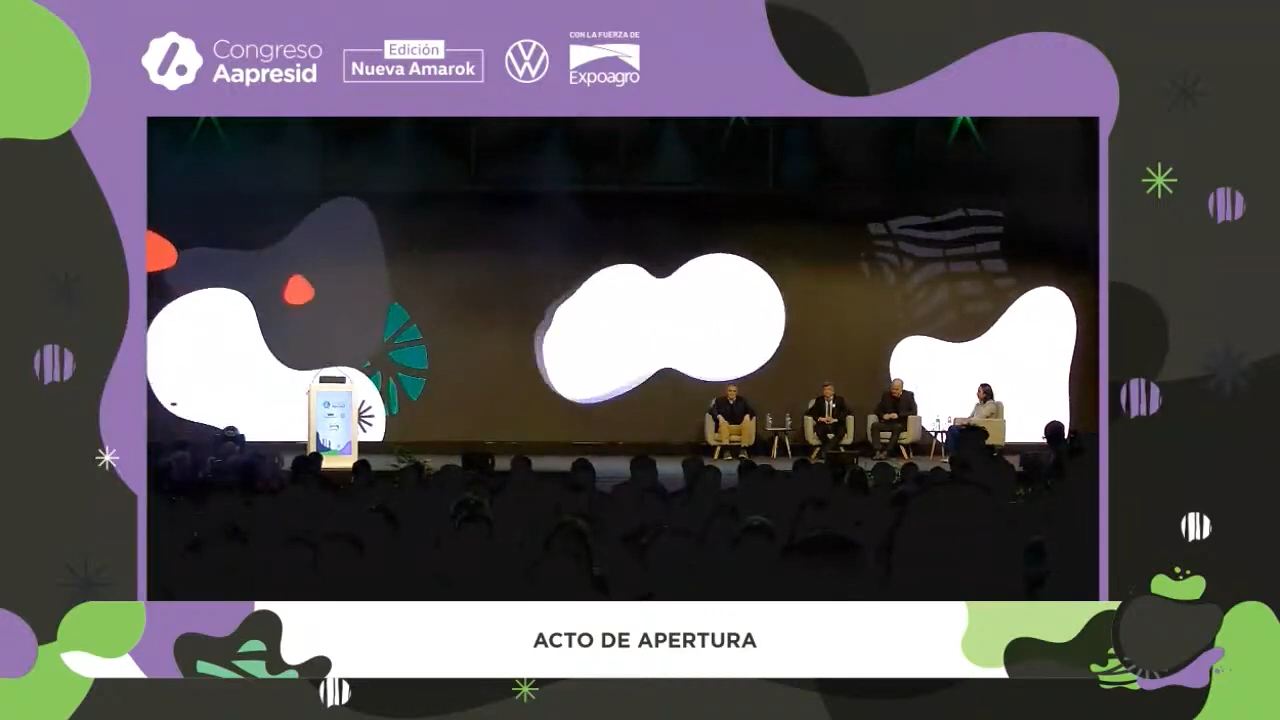 Congreso
Aapresid
Edición
Nueva Amarok
CON LA FUERZA DE
Expoagro
ACTO DE APERTURA